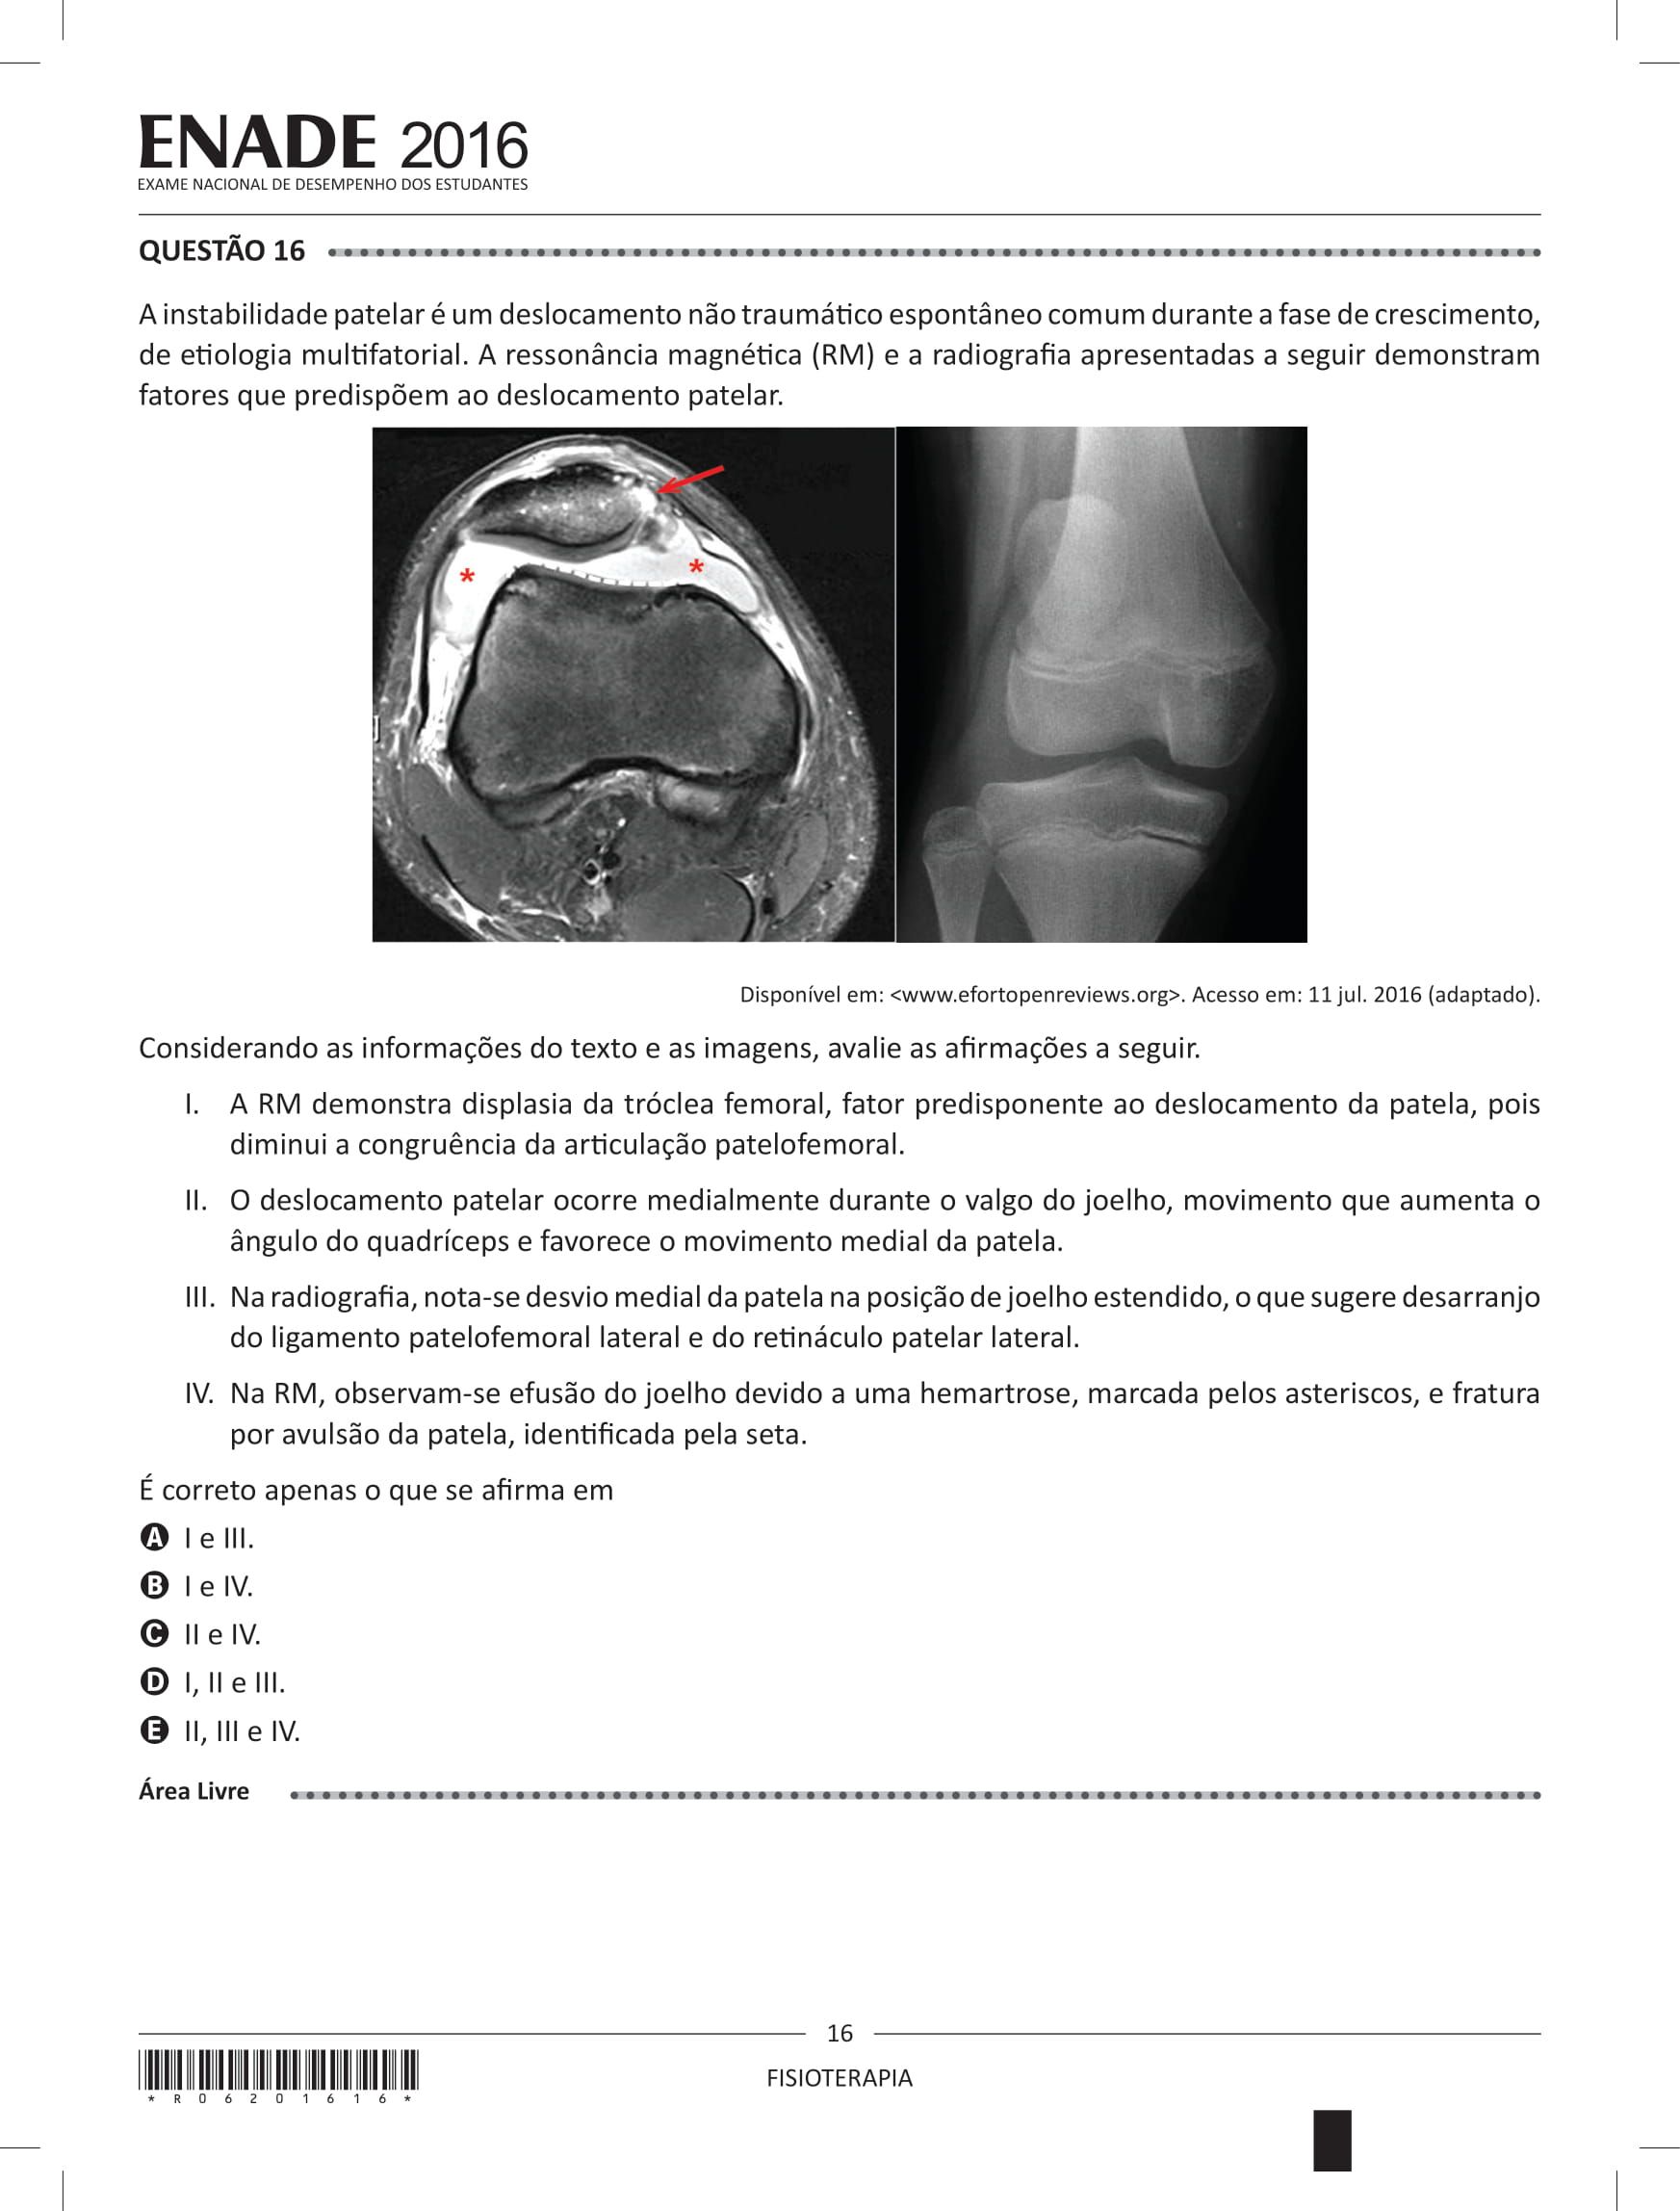 ENADE 2016
EXAME NACIONAL DE DESEMPENHO DOS ESTUDANTES
QUESTÃO 16
A instabilidade patelar é um deslocamento não traumático espontâneo comum durante a fase de crescimento,
de etiologia multifatorial. A ressonância magnética (RM) e a radiografia apresentadas a seguir demonstram
fatores que predispõem ao deslocamento patelar.
* *
Disponível em: <www.efortopenreviews.org>. Acesso em: 11 jul. 2016 (adaptado).
Considerando as informações do texto e as imagens, avalie as afirmações a seguir.
I. A RM demonstra displasia da tróclea femoral, fator predisponente ao deslocamento da patela, pois
diminui a congruência da articulação patelofemoral.
II. O deslocamento patelar ocorre medialmente durante o valgo do joelho, movimento que aumenta o
ângulo do quadríceps e favorece o movimento medial da patela.
III. Na radiografia, nota-se desvio medial da patela na posição de joelho estendido, o que sugere desarranjo
do ligamento patelofemoral lateral e do retináculo patelar lateral.
IV. Na RM, observam-se efusão do joelho devido a uma hemartrose, marcada pelos asteriscos, e fratura
por avulsão da patela, identificada pela seta.
É correto apenas o que se afirma em
A I e III.
B I e IV.
C II e IV.
D I, II e III.
E II, III e IV.
Área Livre
16
FISIOTERAPIA
* R 0 6 2 0 1 6 1 6 *